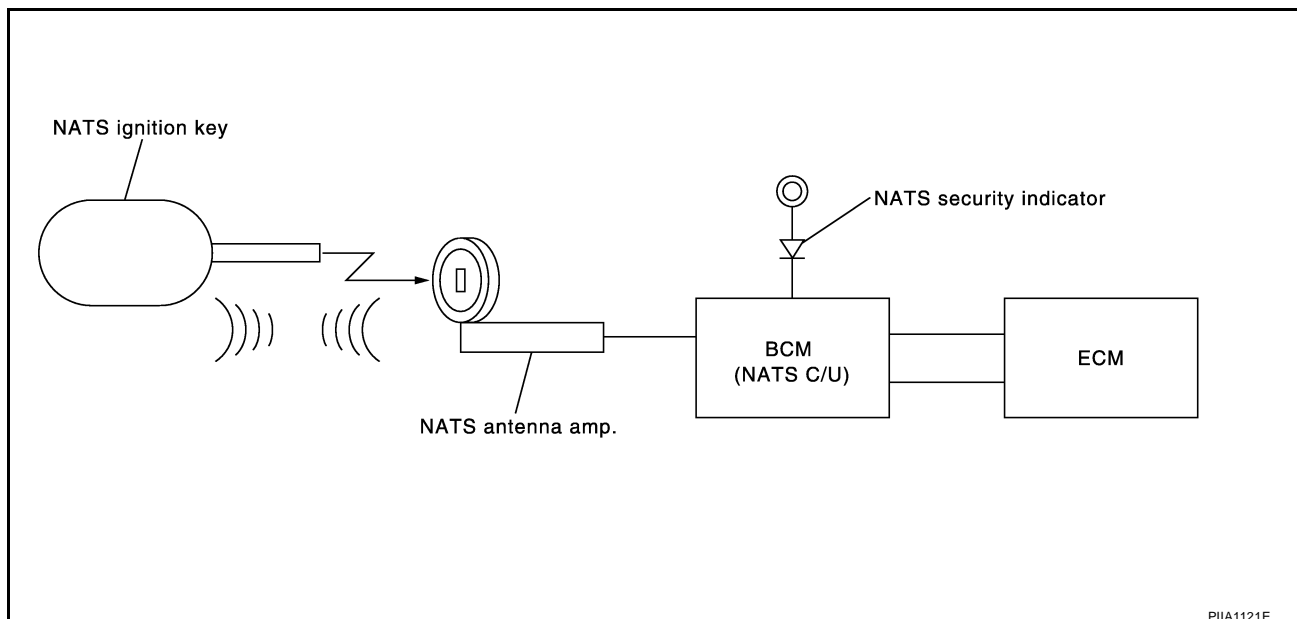 NATS ignition key
NATS security indicator
BCM
(NATS C/U)
ECM
NATS antenna amp.
PIIA1121E